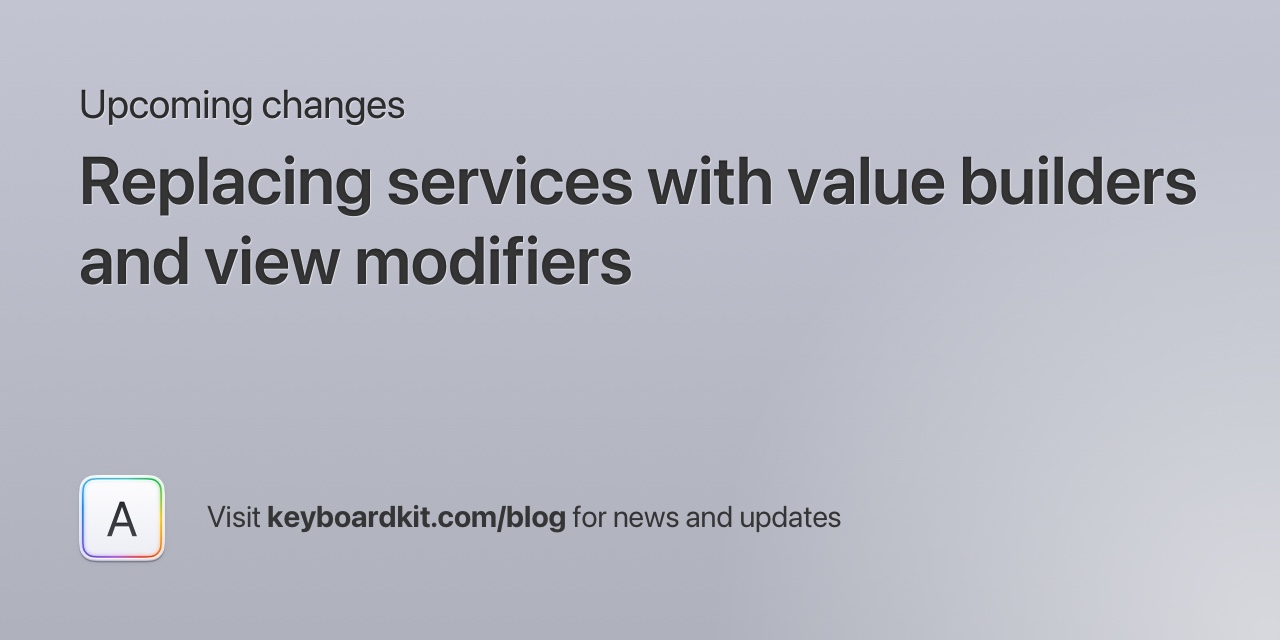 Upcoming changes
Replacing services with value builders
and view modifiers
A
Visit keyboardkit.com/blog for news and updates